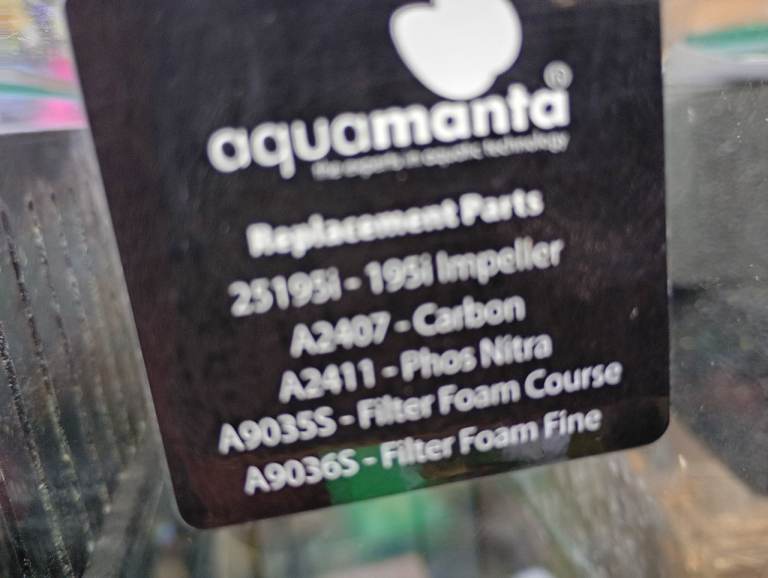 aquamanta®
the experts in aquatic technology
Replacement Parts
25195i - 195i Impeller
A2407 - Carbon
A2411 - Phos Nitra
A9035S - Filter Foam Course
A9036S - Filter Foam Fine